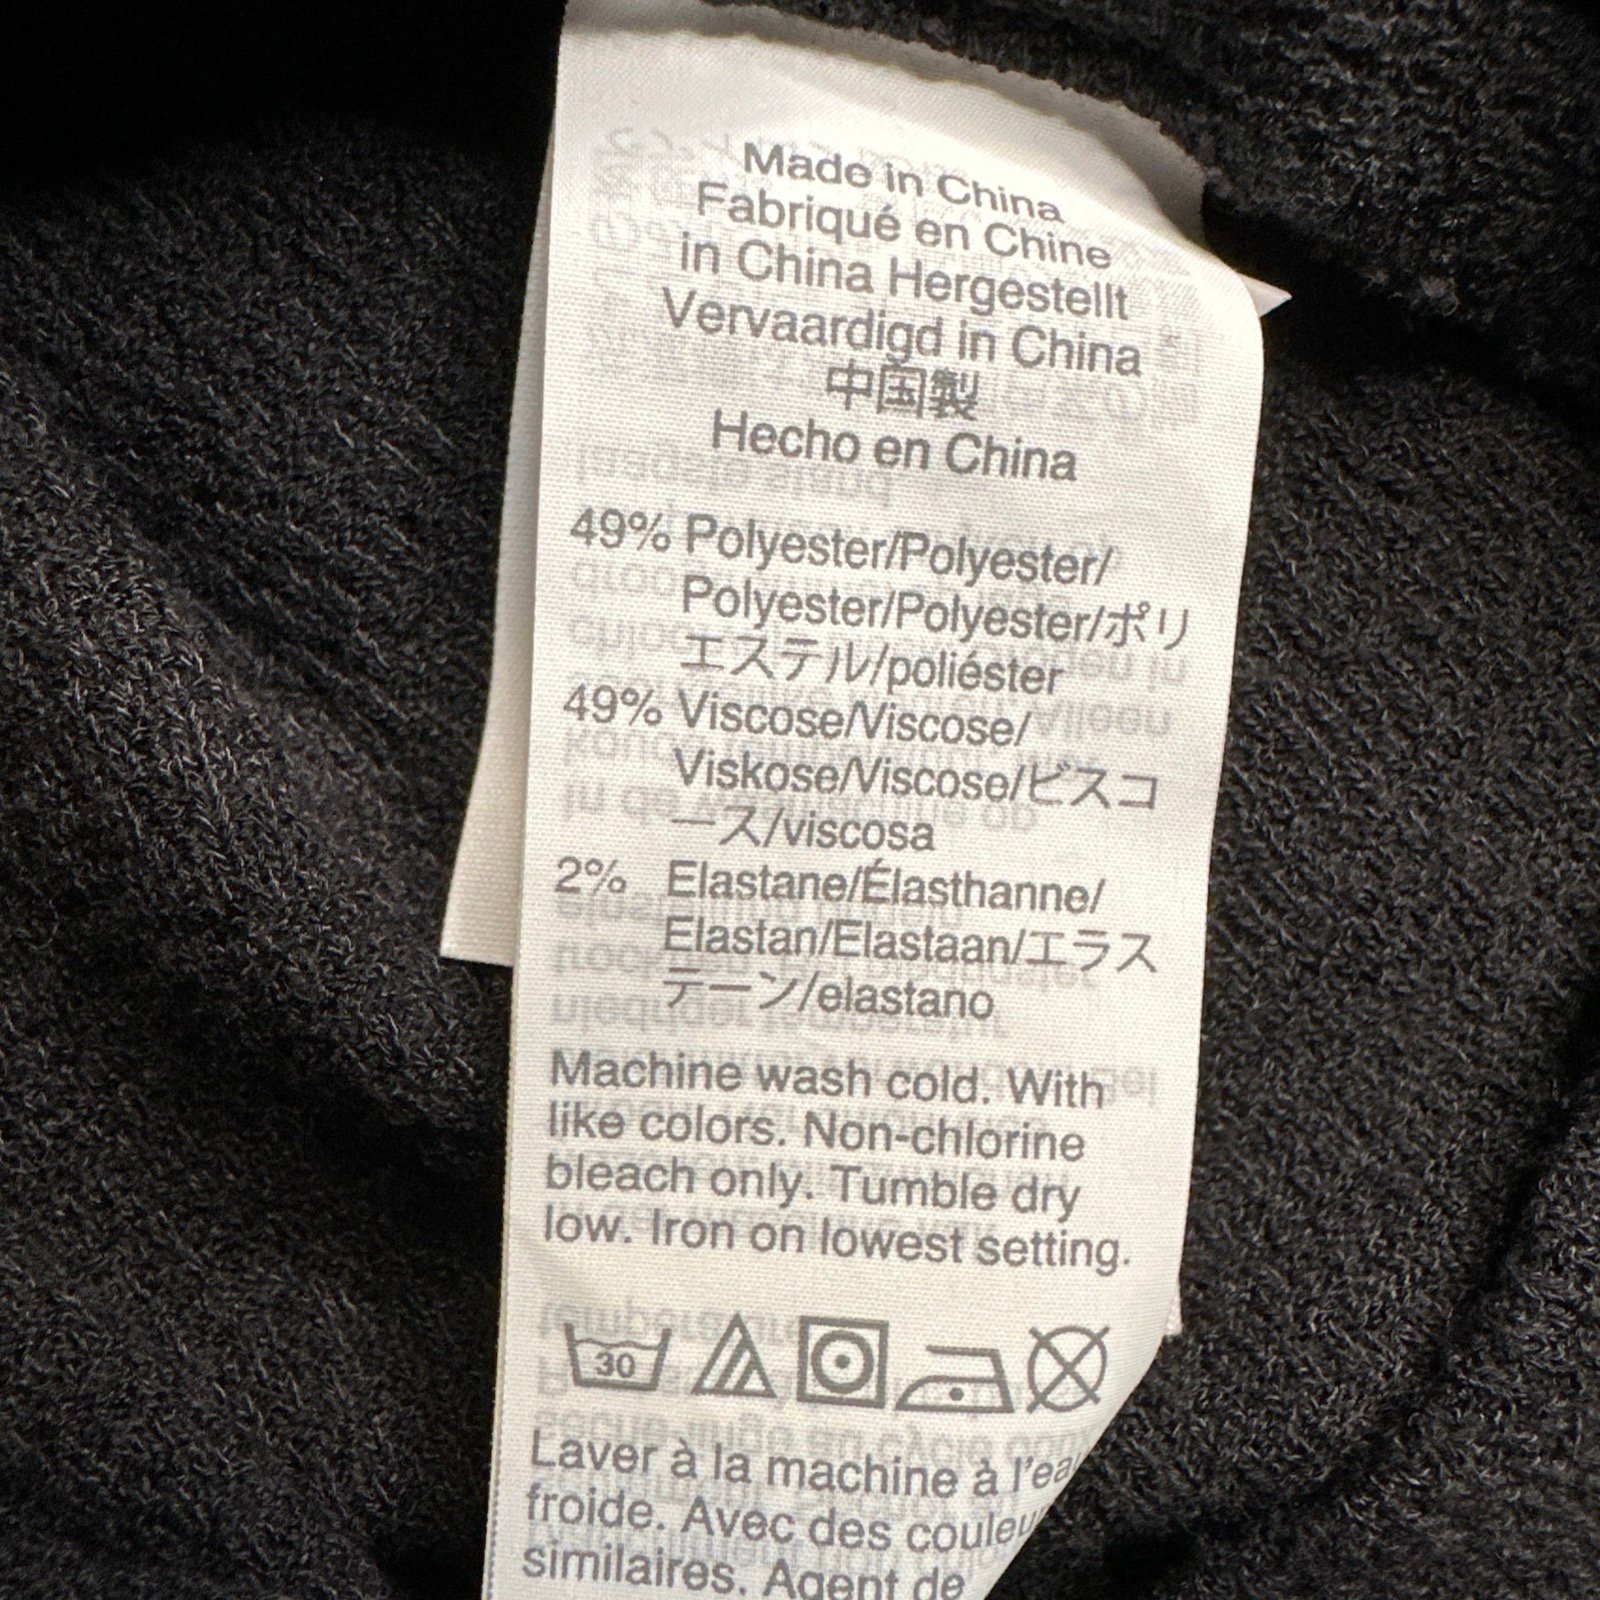 Made in China
Fabriqué en Chine
in China Hergestellt
Vervaardigd in China
中国製
Hecho en China
49% Polyester/Polyester/
Polyester/Polyester/ポリ
エステル/poliéster
49% Viscose/Viscose/
Viskose/Viscose/ビスコ
ース/viscosa
2% Elastane/Élasthanne/
Elastan/Elastaan/エラス
テーン/elastano
Machine wash cold. With
like colors. Non-chlorine
bleach only. Tumble dry
low. Iron on lowest setting.
30
Laver à la machine à l'eau
froide. Avec des couleu
similaires. Agent de